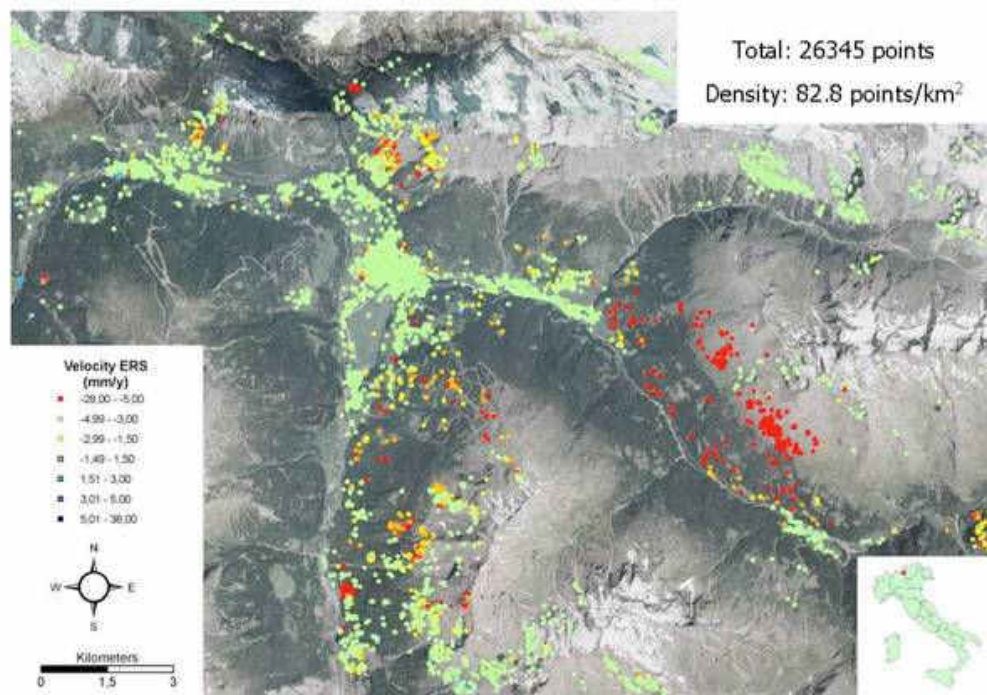 Total: 26345 points
Density: 82.8 points/km²
Velocity ERS
(mm/y)
-28,00 - -5,00
-4,99 - -3,00
-2,99 - -1,50
-1,49 - 1,50
1,51 - 3,00
3,01 - 5,00
5,01 - 38,00
N
W E
S
Kilometers
0 1,5 3